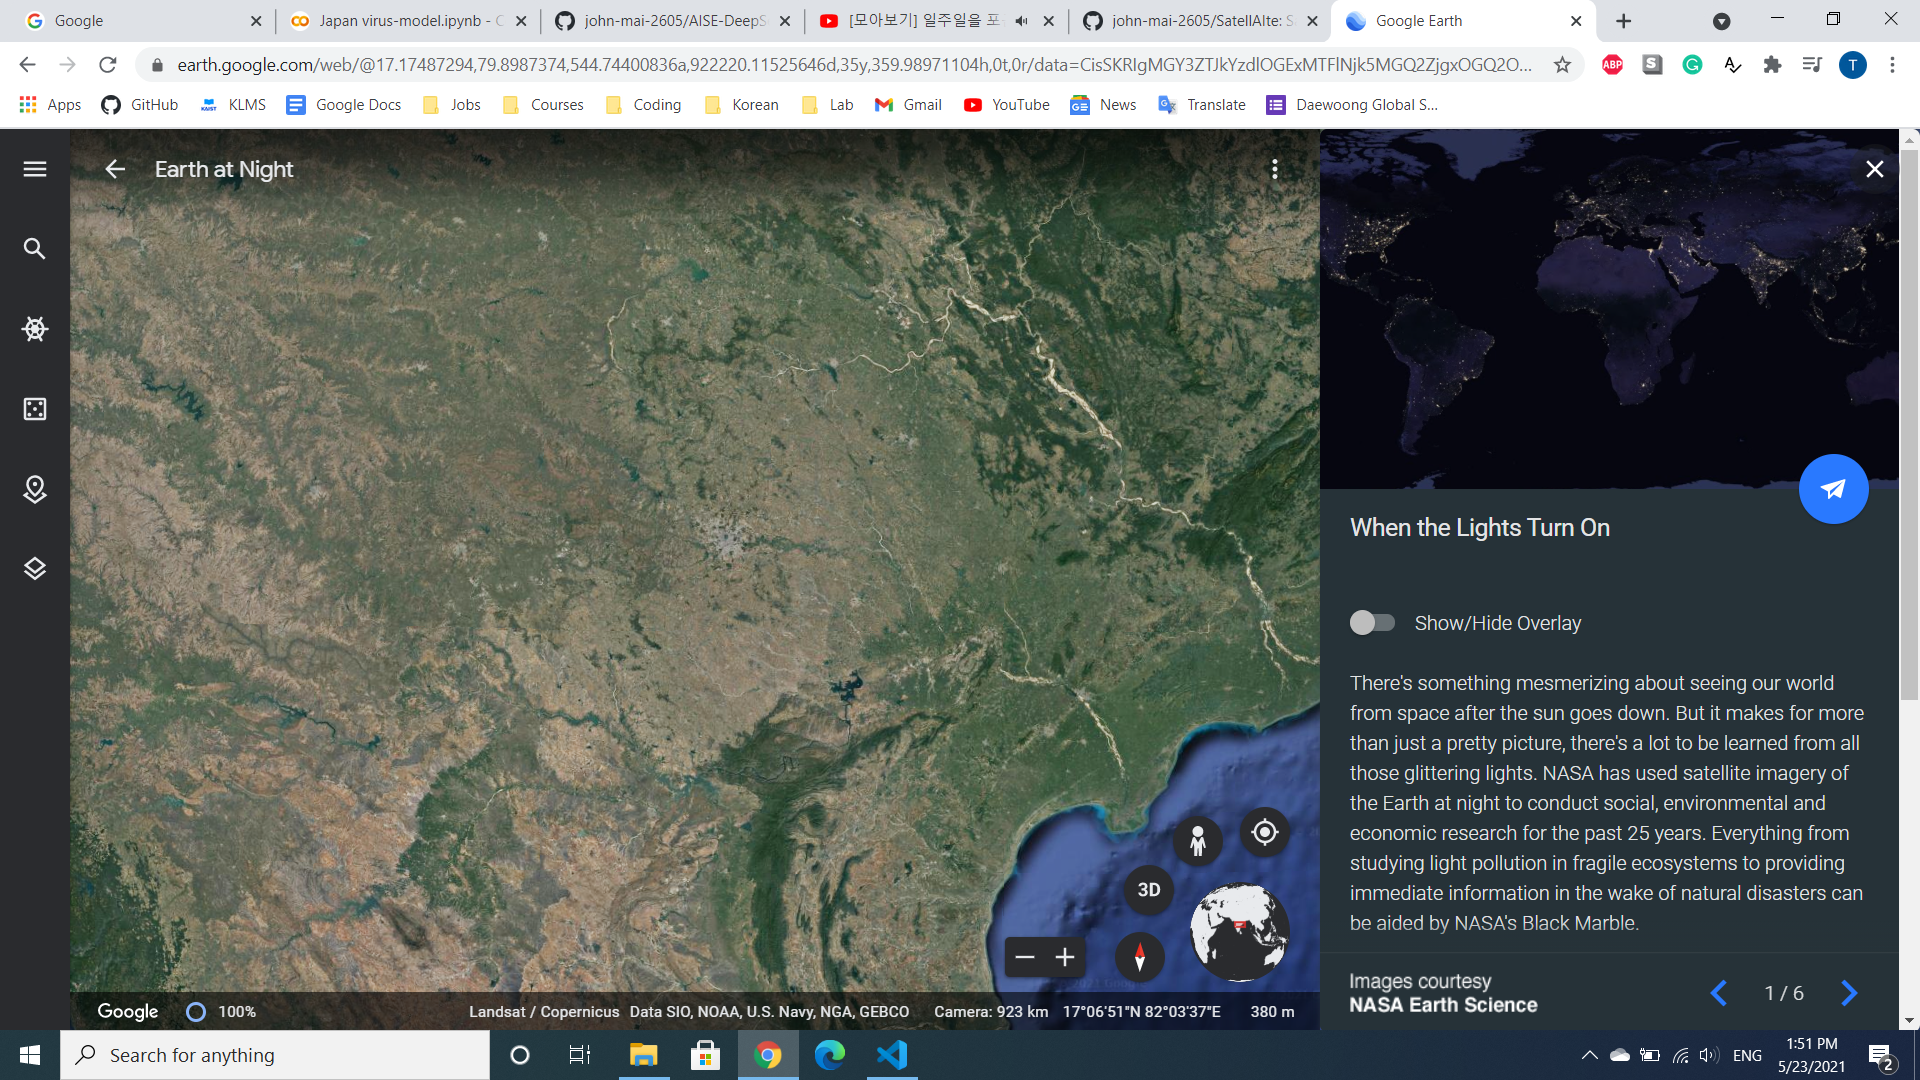 Google
Japan virus-model.ipynb - C
john-mai-2605/AISE-DeepS
[모아보기] 일주일을 포
john-mai-2605/SatellAIte: S
Google Earth
earth.google.com/web/@17.17487294,79.8987374,544.74400836a,922220.11525646d,35y,359.98971104h,0t,0r/data=CisSKRIgMGY3ZTJkYzdlOGExMTFlNjk5MGQ2ZjgxOGQ2O...
ABP
S
T
Apps
GitHub
KAIST
KLMS
Google Docs
Jobs
Courses
Coding
Korean
Lab
Gmail
YouTube
News
Translate
Daewoong Global S...
Earth at Night
When the Lights Turn On
Show/Hide Overlay
There's something mesmerizing about seeing our world
from space after the sun goes down. But it makes for more
than just a pretty picture, there's a lot to be learned from all
those glittering lights. NASA has used satellite imagery of
the Earth at night to conduct social, environmental and
economic research for the past 25 years. Everything from
studying light pollution in fragile ecosystems to providing
immediate information in the wake of natural disasters can
be aided by NASA's Black Marble.
3D
Images courtesy
NASA Earth Science
1 / 6
Google
100%
Landsat / Copernicus Data SIO, NOAA, U.S. Navy, NGA, GEBCO
Camera: 923 km
17°06'51"N 82°03'37"E
380 m
Search for anything
ENG
1:51 PM
5/23/2021
2